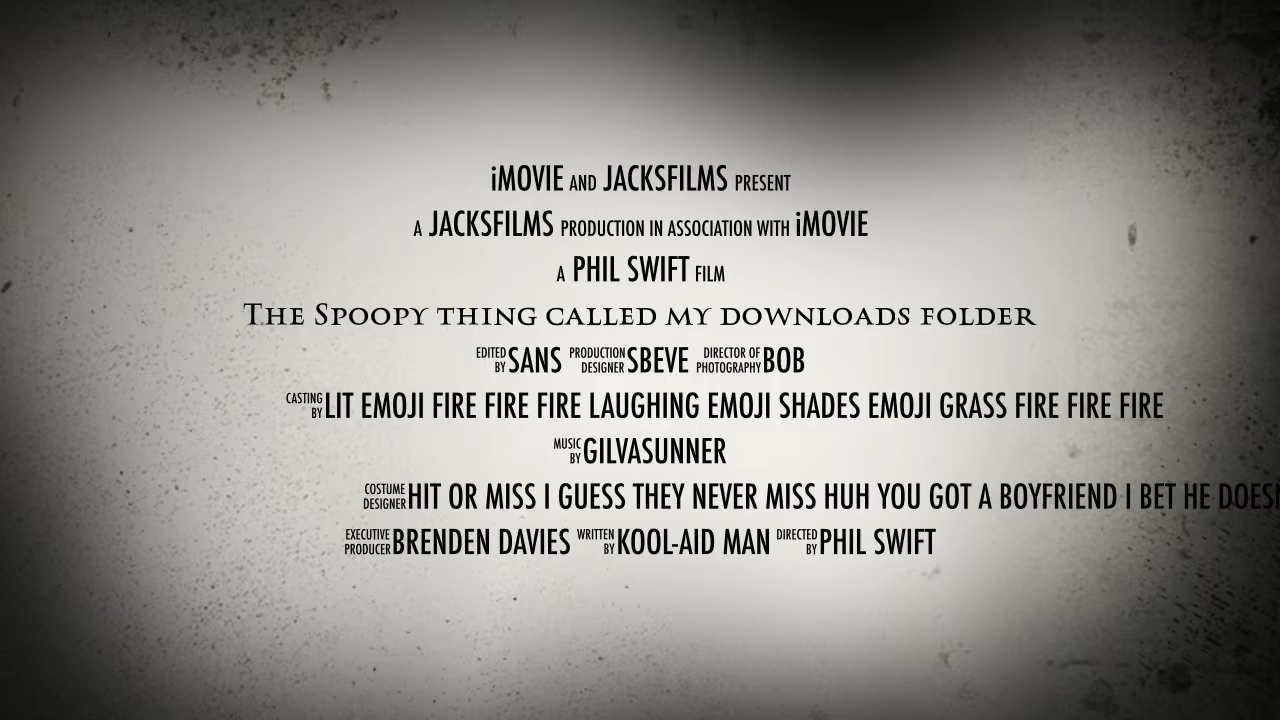 iMOVIE AND JACKSFILMS PRESENT
A JACKSFILMS PRODUCTION IN ASSOCIATION WITH iMOVIE
A PHIL SWIFT FILM
THE SPOOPY THING CALLED MY DOWNLOADS FOLDER
EDITED BY SANS PRODUCTION DESIGNER SBEVE DIRECTOR OF PHOTOGRAPHY BOB
CASTING BY LIT EMOJI FIRE FIRE FIRE LAUGHING EMOJI SHADES EMOJI GRASS FIRE FIRE FIRE
MUSIC BY GILVASUNNER
COSTUME DESIGNER HIT OR MISS I GUESS THEY NEVER MISS HUH YOU GOT A BOYFRIEND I BET HE
EXECUTIVE PRODUCER BRENDEN DAVIES WRITTEN BY KOOL-AID MAN DIRECTED BY PHIL SWIFT